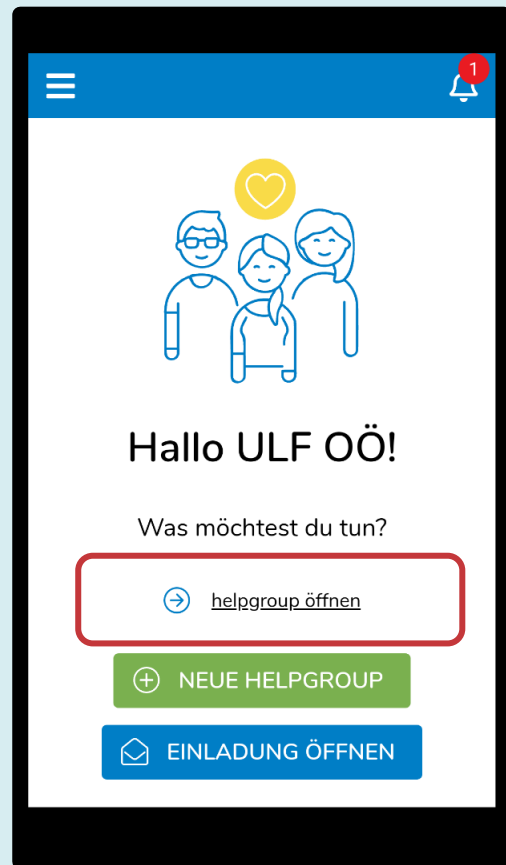 1
Hallo ULF OÖ!
Was möchtest du tun?
helpgroup öffnen
NEUE HELPGROUP
EINLADUNG ÖFFNEN